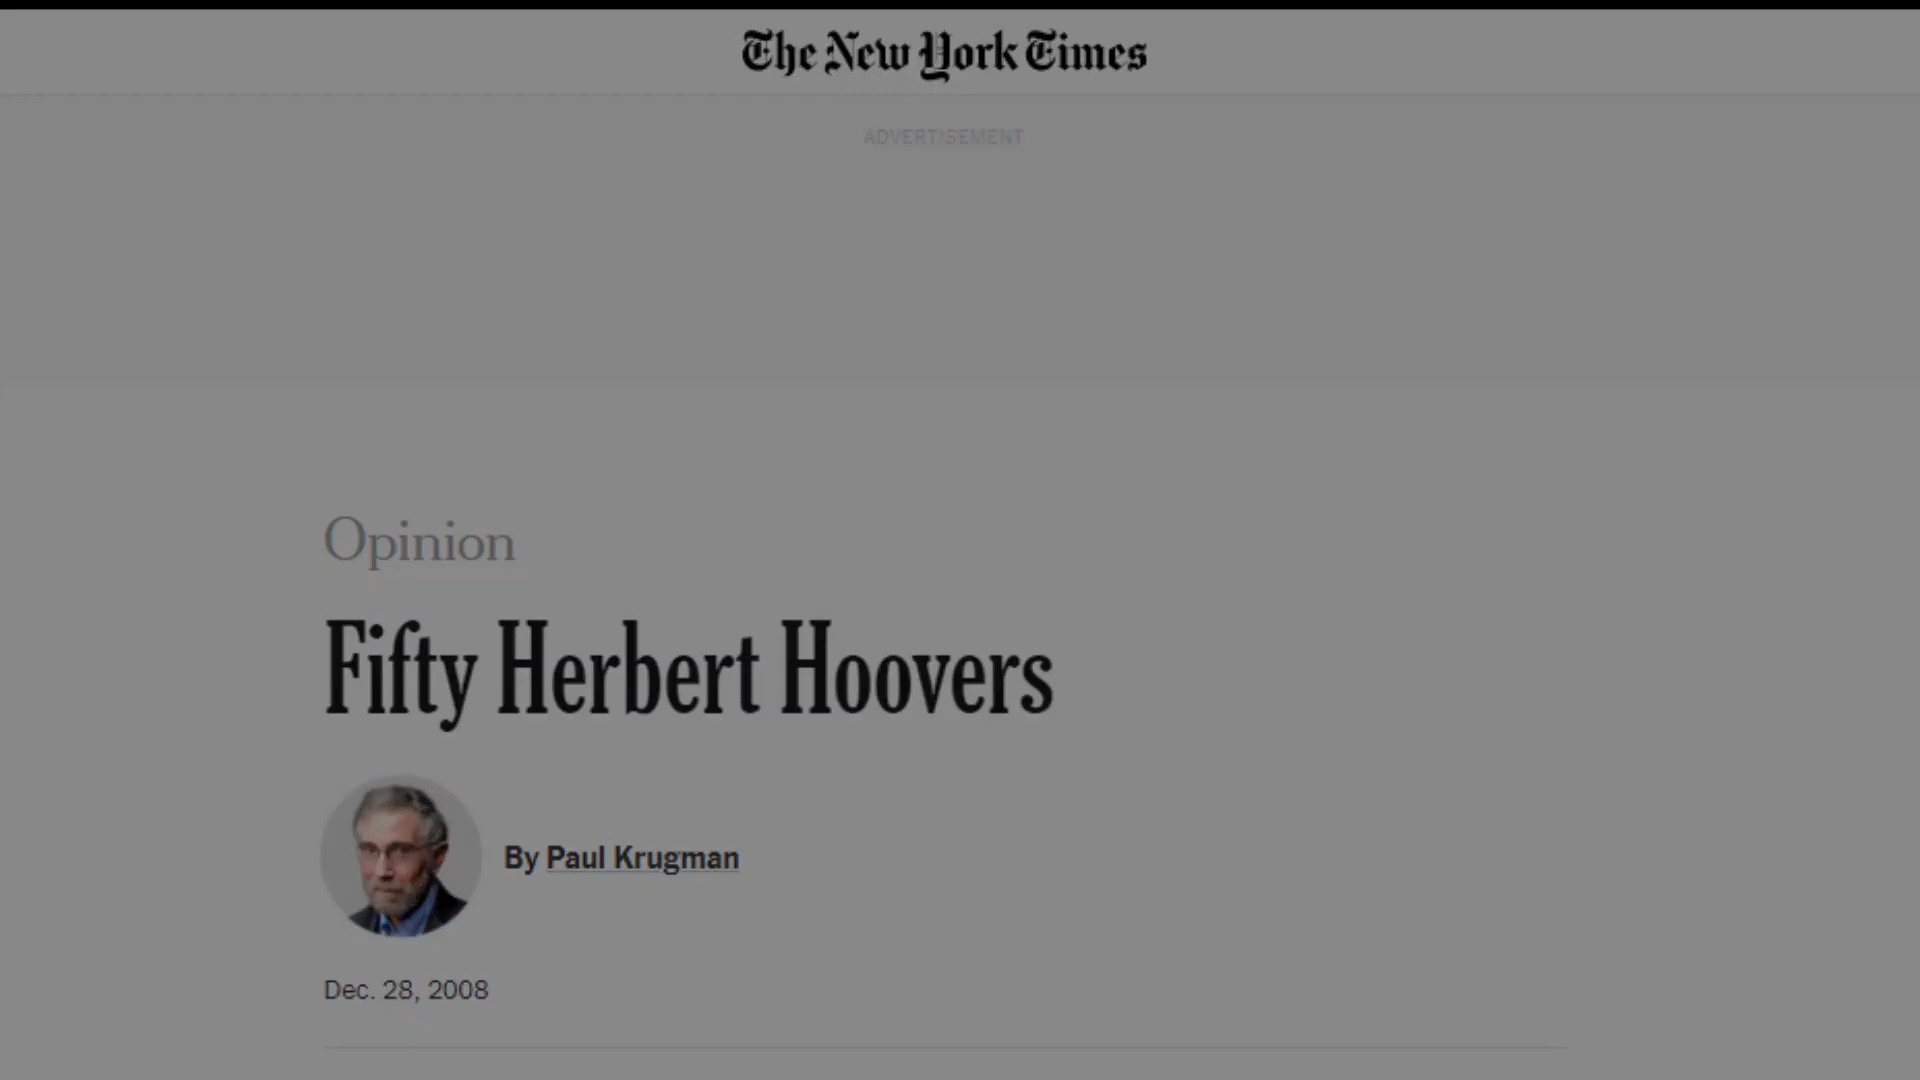 The New York Times
ADVERTISEMENT
Opinion
Fifty Herbert Hoovers
By Paul Krugman
Dec. 28, 2008